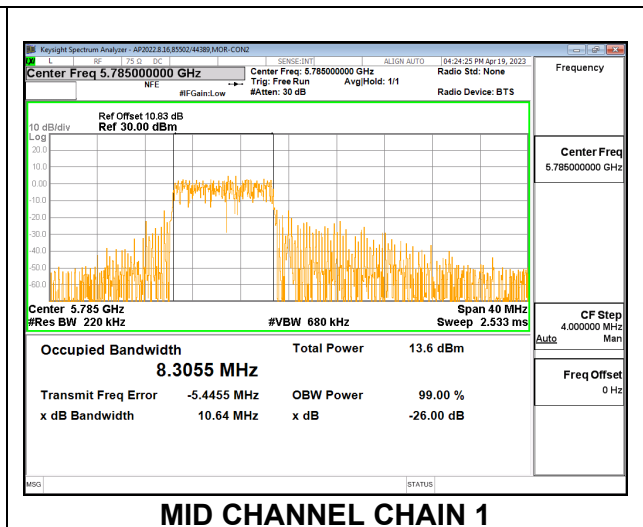 Keysight Spectrum Analyzer - AP2022.8.16,85502/44389,MOR-CON2
LXI L RF 75 Ω DC SENSE:INT ALIGN AUTO 04:24:25 PM Apr 19, 2023
Center Freq 5.785000000 GHz
NFE
#IFGain:Low
Center Freq: 5.785000000 GHz
Trig: Free Run Avg|Hold: 1/1
#Atten: 30 dB
Radio Std: None
Radio Device: BTS
Frequency
Ref Offset 10.83 dB
10 dB/div Ref 30.00 dBm
Log
20.0
10.0
0.00
-10.0
-20.0
-30.0
-40.0
-50.0
-60.0
Center 5.785 GHz Span 40 MHz
#Res BW 220 kHz #VBW 680 kHz Sweep 2.533 ms
Center Freq
5.785000000 GHz
CF Step
4.000000 MHz
Auto Man
Freq Offset
0 Hz
Occupied Bandwidth Total Power 13.6 dBm
8.3055 MHz
Transmit Freq Error -5.4455 MHz OBW Power 99.00 %
x dB Bandwidth 10.64 MHz x dB -26.00 dB
MSG STATUS
MID CHANNEL CHAIN 1